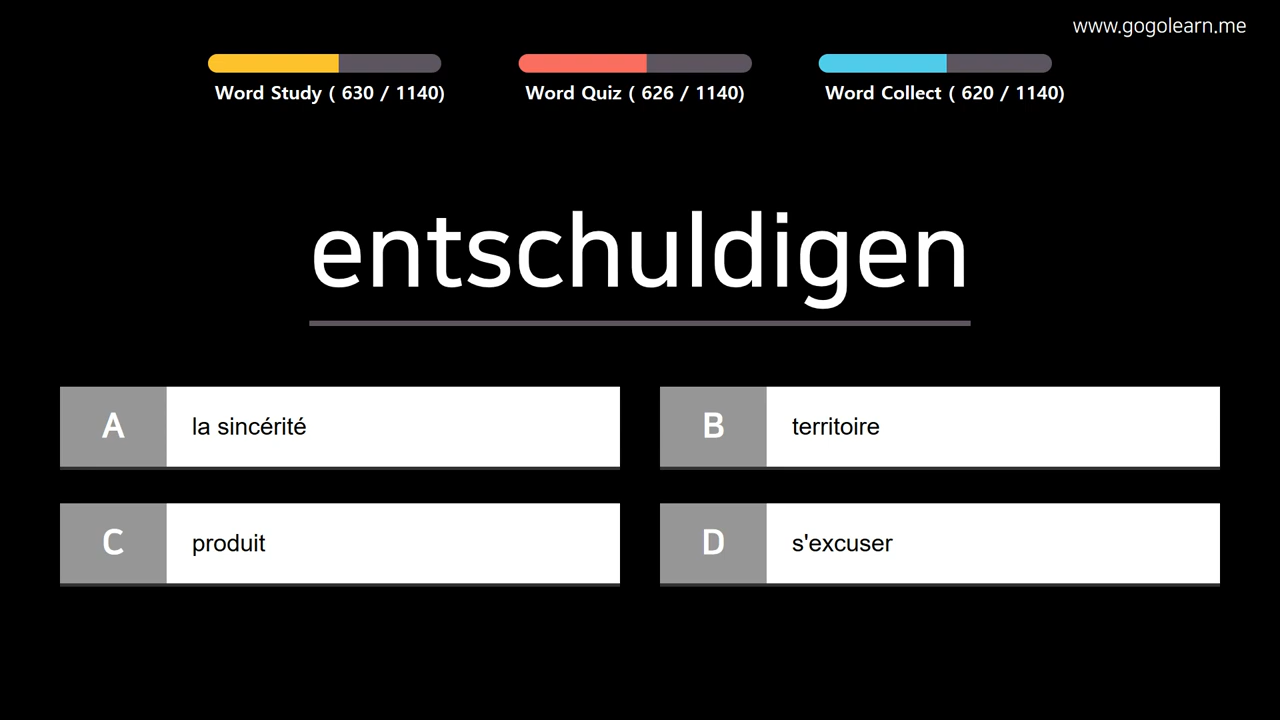 www.gogolearn.me
Word Study ( 630 / 1140)
Word Quiz ( 626 / 1140)
Word Collect ( 620 / 1140)
entschuldigen
A la sincérité
B territoire
C produit
D s'excuser